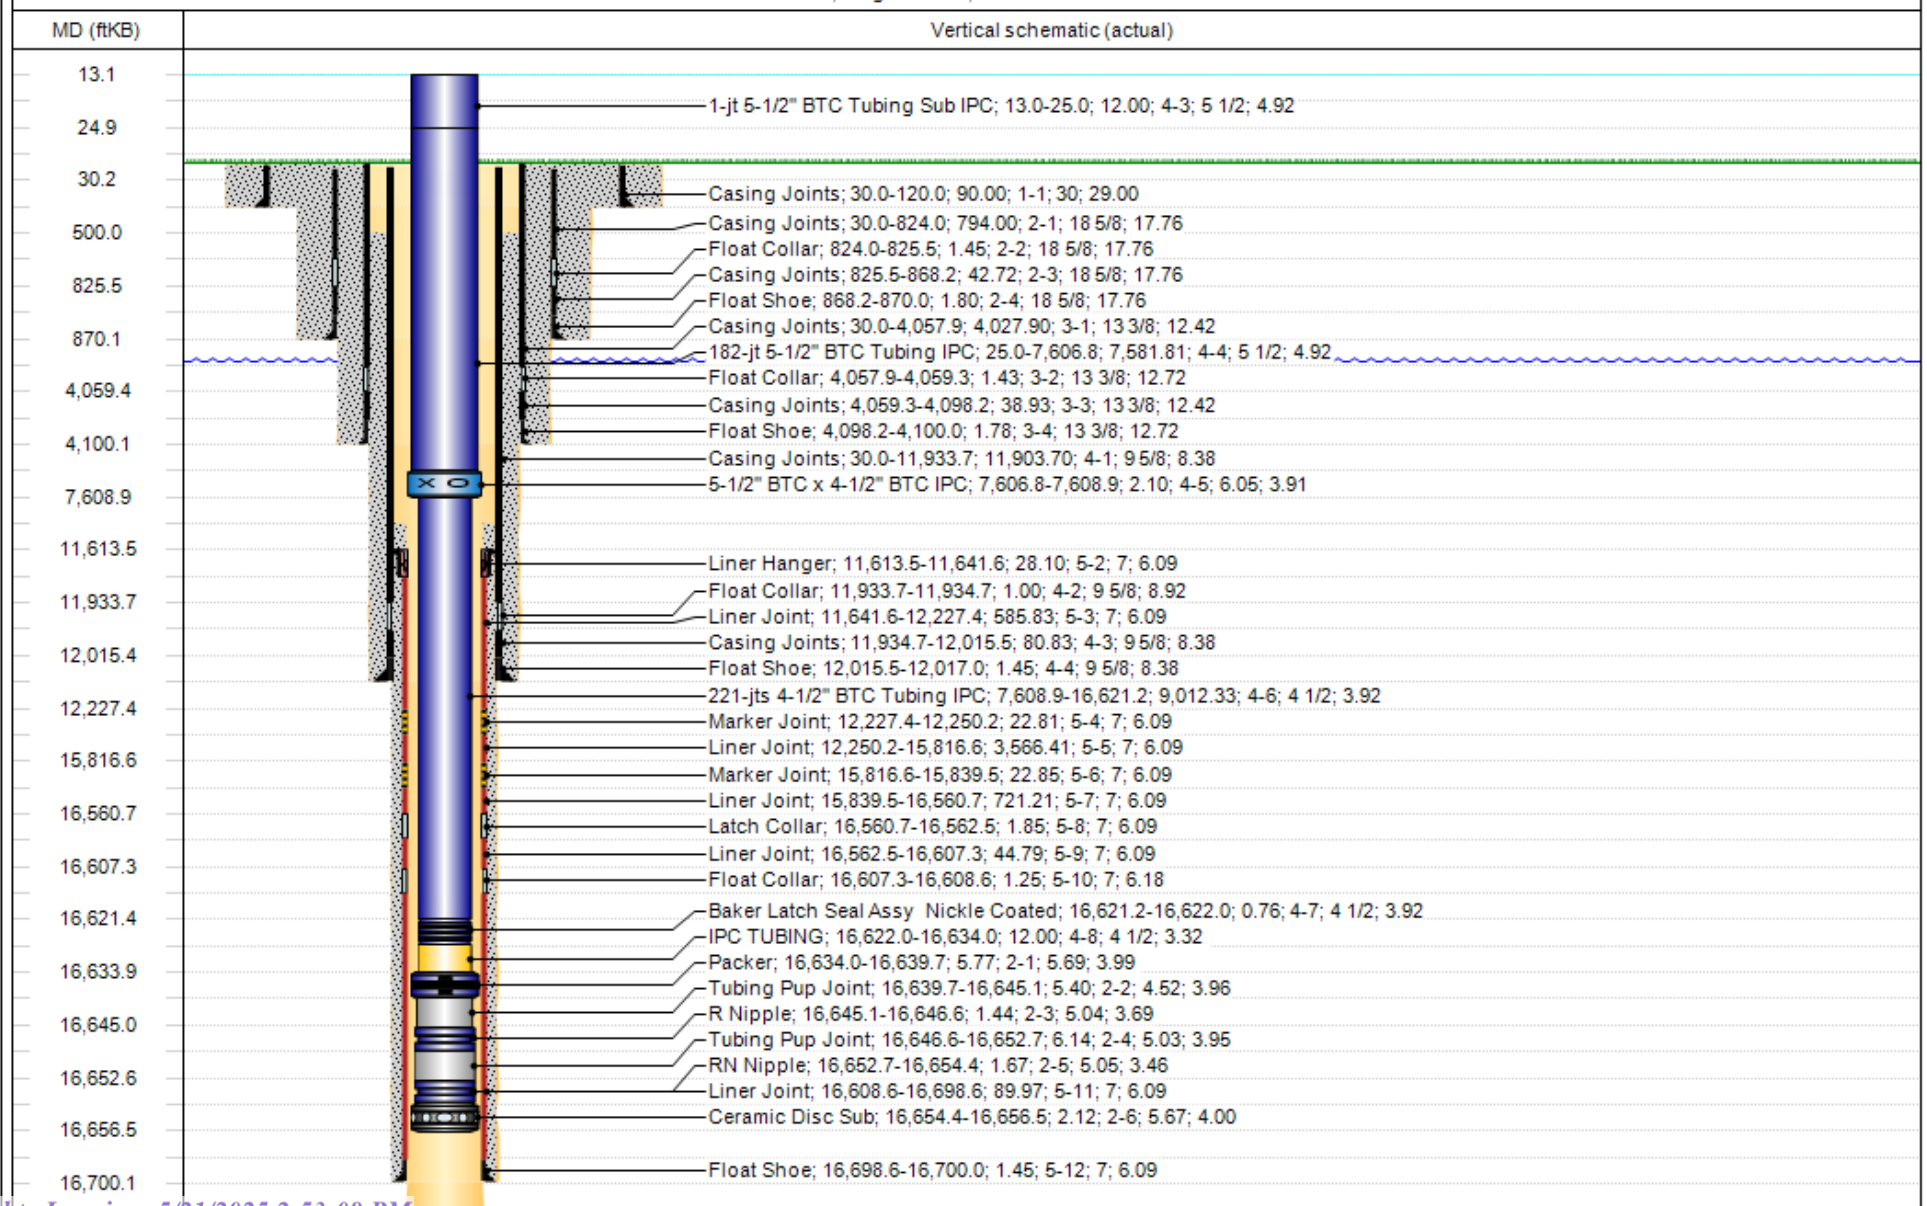 MD (ftKB)
Vertical schematic (actual)
13.1
1-jt 5-1/2" BTC Tubing Sub IPC; 13.0-25.0; 12.00; 4-3; 5 1/2; 4.92
24.9
30.2
Casing Joints; 30.0-120.0; 90.00; 1-1; 30; 29.00
Casing Joints; 30.0-824.0; 794.00; 2-1; 18 5/8; 17.76
500.0
Float Collar; 824.0-825.5; 1.45; 2-2; 18 5/8; 17.76
Casing Joints; 825.5-868.2; 42.72; 2-3; 18 5/8; 17.76
825.5
Float Shoe; 868.2-870.0; 1.80; 2-4; 18 5/8; 17.76
Casing Joints; 30.0-4,057.9; 4,027.90; 3-1; 13 3/8; 12.42
870.1
182-jt 5-1/2" BTC Tubing IPC; 25.0-7,606.8; 7,581.81; 4-4; 5 1/2; 4.92
Float Collar; 4,057.9-4,059.3; 1.43; 3-2; 13 3/8; 12.72
4,059.4
Casing Joints; 4,059.3-4,098.2; 38.93; 3-3; 13 3/8; 12.42
Float Shoe; 4,098.2-4,100.0; 1.78; 3-4; 13 3/8; 12.72
4,100.1
Casing Joints; 30.0-11,933.7; 11,903.70; 4-1; 9 5/8; 8.38
XO
5-1/2" BTC x 4-1/2" BTC IPC; 7,606.8-7,608.9; 2.10; 4-5; 6.05; 3.91
7,608.9
11,613.5
Liner Hanger; 11,613.5-11,641.6; 28.10; 5-2; 7; 6.09
Float Collar; 11,933.7-11,934.7; 1.00; 4-2; 9 5/8; 8.92
11,933.7
Liner Joint; 11,641.6-12,227.4; 585.83; 5-3; 7; 6.09
Casing Joints; 11,934.7-12,015.5; 80.83; 4-3; 9 5/8; 8.38
12,015.4
Float Shoe; 12,015.5-12,017.0; 1.45; 4-4; 9 5/8; 8.38
221-jts 4-1/2" BTC Tubing IPC; 7,608.9-16,621.2; 9,012.33; 4-6; 4 1/2; 3.92
12,227.4
Marker Joint; 12,227.4-12,250.2; 22.81; 5-4; 7; 6.09
Liner Joint; 12,250.2-15,816.6; 3,566.41; 5-5; 7; 6.09
15,816.6
Marker Joint; 15,816.6-15,839.5; 22.85; 5-6; 7; 6.09
Liner Joint; 15,839.5-16,560.7; 721.21; 5-7; 7; 6.09
16,560.7
Latch Collar; 16,560.7-16,562.5; 1.85; 5-8; 7; 6.09
Liner Joint; 16,562.5-16,607.3; 44.79; 5-9; 7; 6.09
16,607.3
Float Collar; 16,607.3-16,608.6; 1.25; 5-10; 7; 6.18
Baker Latch Seal Assy  Nickle Coated; 16,621.2-16,622.0; 0.76; 4-7; 4 1/2; 3.92
16,621.4
IPC TUBING; 16,622.0-16,634.0; 12.00; 4-8; 4 1/2; 3.32
Packer; 16,634.0-16,639.7; 5.77; 2-1; 5.69; 3.99
16,633.9
Tubing Pup Joint; 16,639.7-16,645.1; 5.40; 2-2; 4.52; 3.96
R Nipple; 16,645.1-16,646.6; 1.44; 2-3; 5.04; 3.69
16,645.0
Tubing Pup Joint; 16,646.6-16,652.7; 6.14; 2-4; 5.03; 3.95
RN Nipple; 16,652.7-16,654.4; 1.67; 2-5; 5.05; 3.46
16,652.6
Liner Joint; 16,608.6-16,698.6; 89.97; 5-11; 7; 6.09
Ceramic Disc Sub; 16,654.4-16,656.5; 2.12; 2-6; 5.67; 4.00
16,656.5
Float Shoe; 16,698.6-16,700.0; 1.45; 5-12; 7; 6.09
16,700.1
5/21/2025 2:53:09 PM